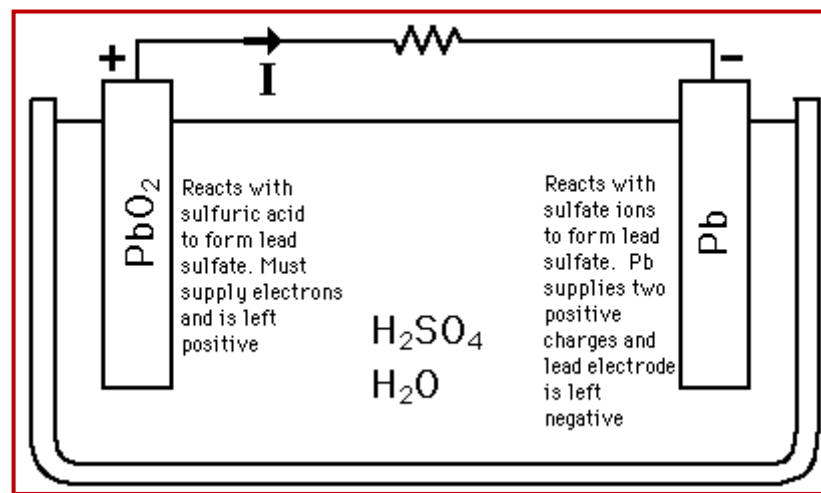 +
I
-
PbO₂
Reacts with
sulfuric acid
to form lead
sulfate. Must
supply electrons
and is left
positive
H₂SO₄
H₂O
Reacts with
sulfate ions
to form lead
sulfate. Pb
supplies two
positive
charges and
lead electrode
is left
negative
Pb